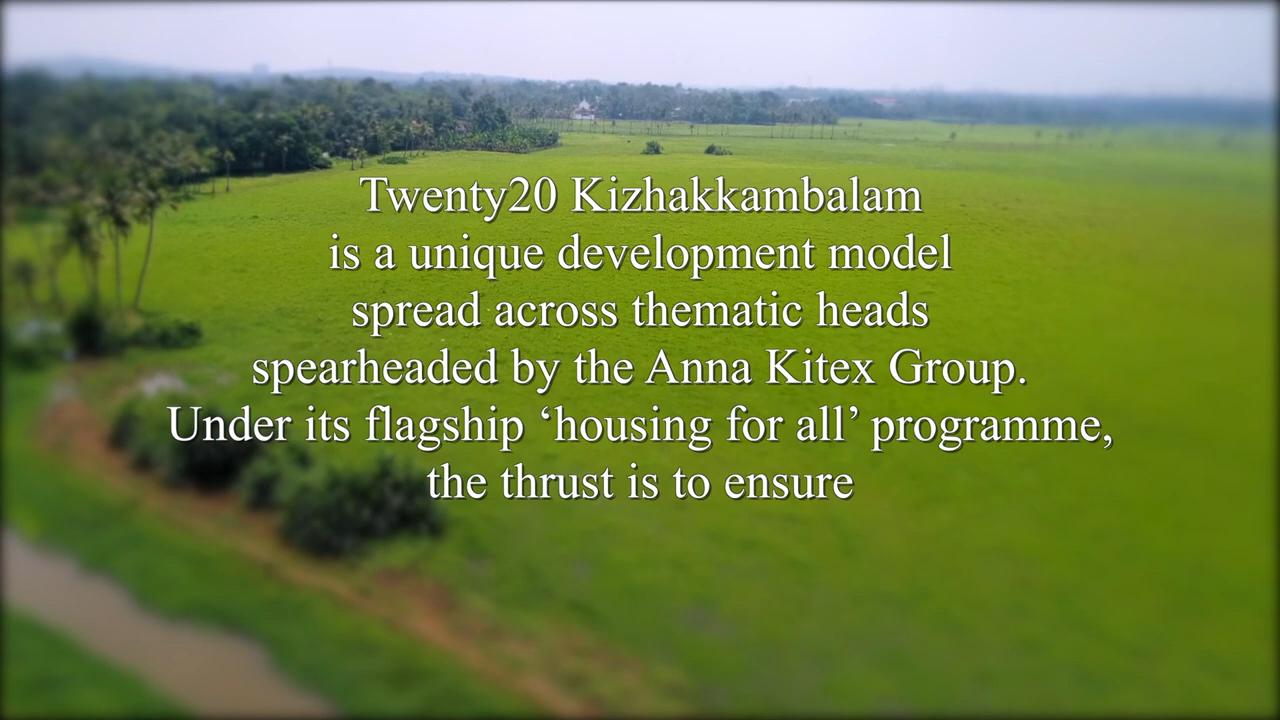 Twenty20 Kizhakkambalam
is a unique development model
spread across thematic heads
spearheaded by the Anna Kitex Group.
Under its flagship ‘housing for all’ programme,
the thrust is to ensure